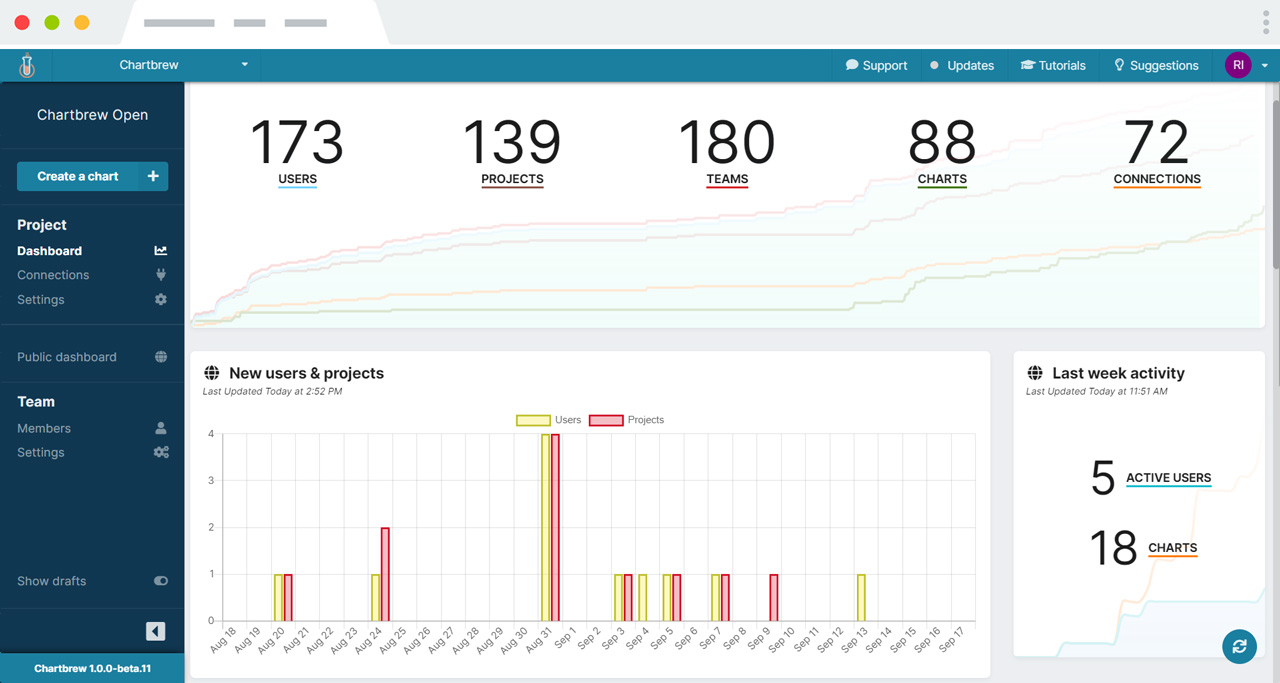 Chartbrew
Support
Updates
Tutorials
Suggestions
RI
Chartbrew Open
Create a chart +
Project
Dashboard
Connections
Settings
Public dashboard
Team
Members
Settings
Show drafts
Chartbrew 1.0.0-beta.11
173
USERS
139
PROJECTS
180
TEAMS
88
CHARTS
72
CONNECTIONS
New users & projects
Last Updated Today at 2:52 PM
Users
Projects
4
3
2
1
0
Aug 18
Aug 19
Aug 20
Aug 21
Aug 22
Aug 23
Aug 24
Aug 25
Aug 26
Aug 27
Aug 28
Aug 29
Aug 30
Aug 31
Sep 1
Sep 2
Sep 3
Sep 4
Sep 5
Sep 6
Sep 7
Sep 8
Sep 9
Sep 10
Sep 11
Sep 12
Sep 13
Sep 14
Sep 15
Sep 16
Sep 17
Last week activity
Last Updated Today at 11:51 AM
5 ACTIVE USERS
18 CHARTS